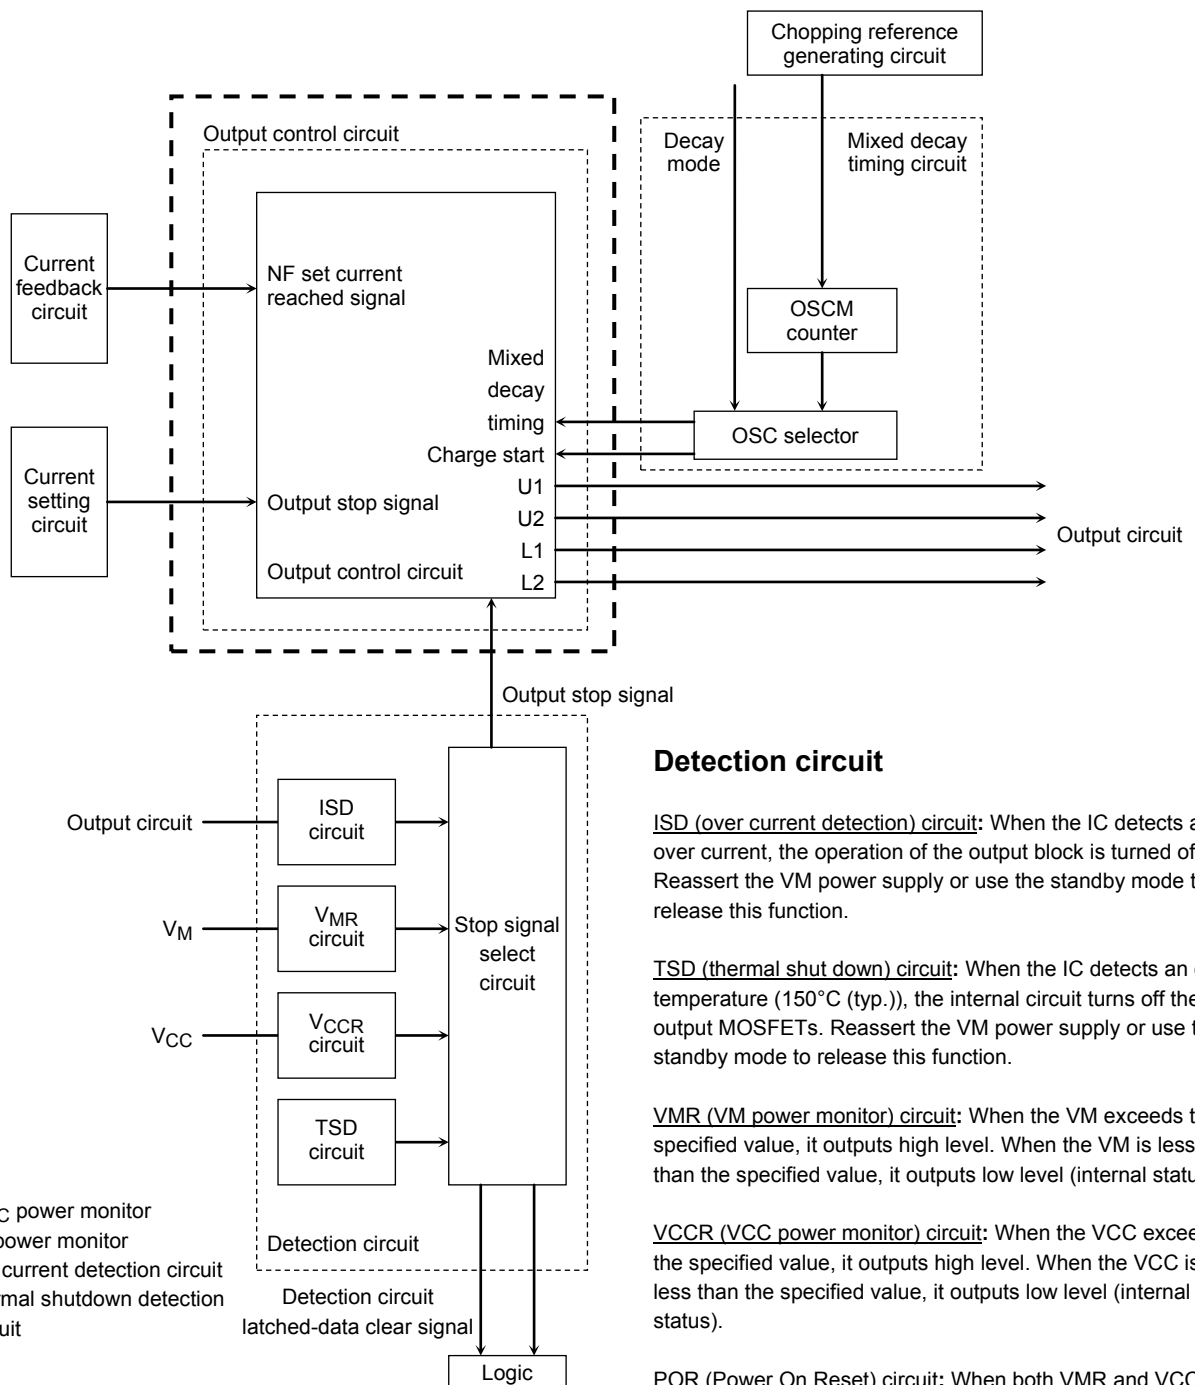 Chopping reference
generating circuit
Output control circuit
Decay
mode
Mixed decay
timing circuit
Current
feedback
circuit
NF set current
reached signal
OSCM
counter
Mixed
decay
timing
Charge start
OSC selector
Current
setting
circuit
Output stop signal
Output control circuit
U1
U2
L1
L2
Output circuit
Output stop signal
Output circuit
ISD
circuit
VM
VMR
circuit
VCC
VCCR
circuit
TSD
circuit
Stop signal
select
circuit
Detection circuit
C power monitor
power monitor
current detection circuit
rmal shutdown detection
uit
Detection circuit
latched-data clear signal
Logic
Detection circuit
ISD (over current detection) circuit: When the IC detects a
over current, the operation of the output block is turned of
Reassert the VM power supply or use the standby mode t
release this function.
TSD (thermal shut down) circuit: When the IC detects an
temperature (150°C (typ.)), the internal circuit turns off the
output MOSFETs. Reassert the VM power supply or use t
standby mode to release this function.
VMR (VM power monitor) circuit: When the VM exceeds t
specified value, it outputs high level. When the VM is less
than the specified value, it outputs low level (internal statu
VCCR (VCC power monitor) circuit: When the VCC excee
the specified value, it outputs high level. When the VCC is
less than the specified value, it outputs low level (internal
status).
POR (Power On Reset) circuit: When both VMR and VCC